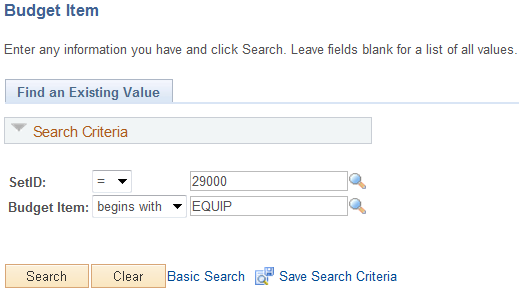 Budget Item
Enter any information you have and click Search. Leave fields blank for a list of all values.
Find an Existing Value
Search Criteria
SetID: = 29000
Budget Item: begins with EQUIP
Search Clear Basic Search Save Search Criteria